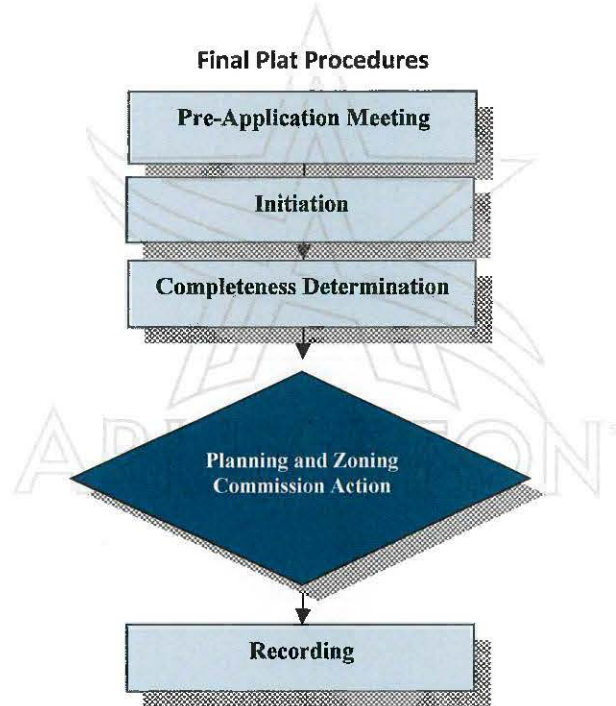 Final Plat Procedures
Pre-Application Meeting
Initiation
Completeness Determination
Planning and Zoning
Commission Action
Recording